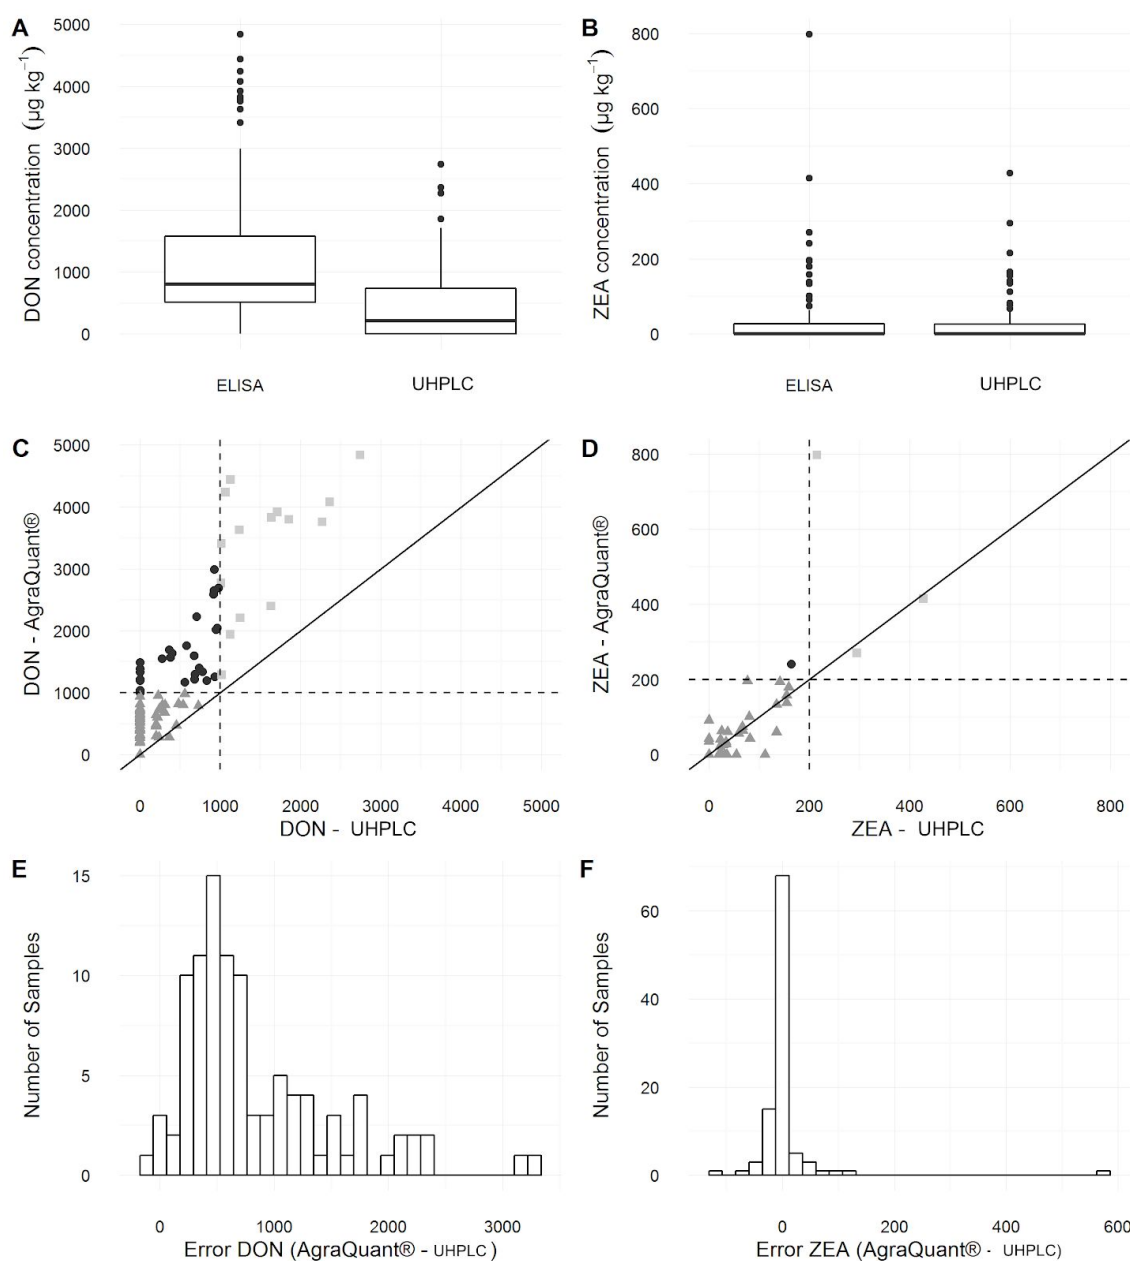 A
DON concentration (µg kg⁻¹)
5000
4000
3000
2000
1000
0
ELISA
UHPLC
B
ZEA concentration (µg kg⁻¹)
800
600
400
200
0
ELISA
UHPLC
C
DON - AgraQuant®
5000
4000
3000
2000
1000
0
0 1000 2000 3000 4000 5000
DON - UHPLC
D
ZEA - AgraQuant®
800
600
400
200
0
0 200 400 600 800
ZEA - UHPLC
E
Number of Samples
15
10
5
0
0 1000 2000 3000
Error DON (AgraQuant® - UHPLC)
F
Number of Samples
60
40
20
0
0 200 400 600
Error ZEA (AgraQuant® - UHPLC)